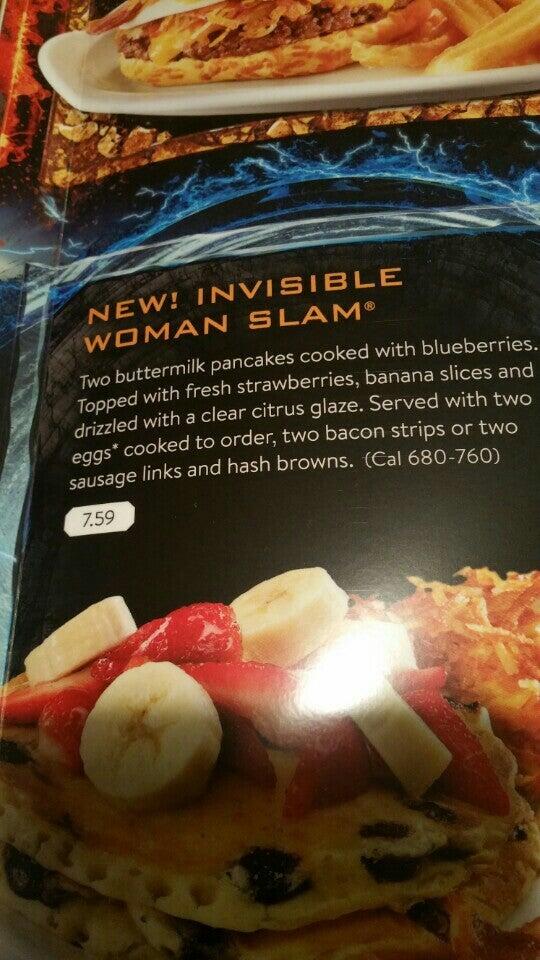 NEW! INVISIBLE
WOMAN SLAM®
Two buttermilk pancakes cooked with blueberries.
Topped with fresh strawberries, banana slices and
drizzled with a clear citrus glaze. Served with two
eggs* cooked to order, two bacon strips or two
sausage links and hash browns. (Cal 680-760)
7.59